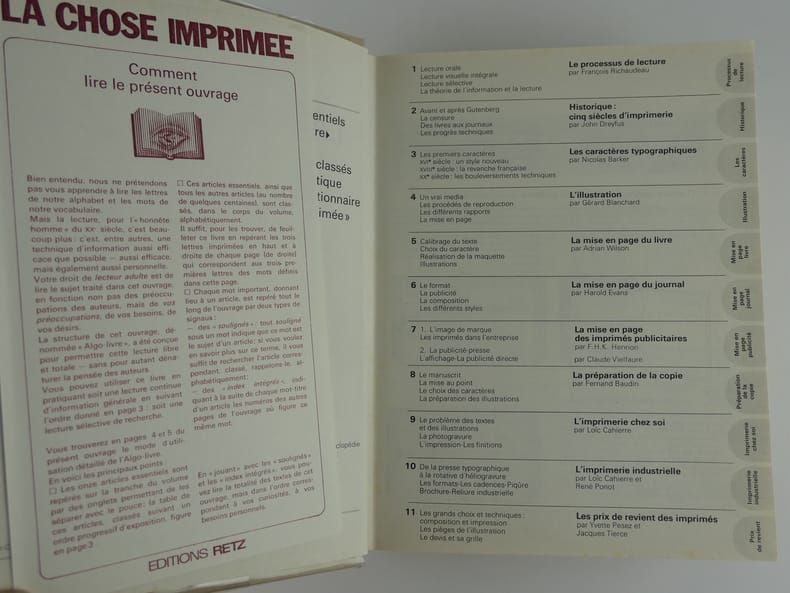 LA CHOSE IMPRIMEE
Comment
lire le présent ouvrage
Bien entendu, nous ne prétendons
pas vous apprendre à lire les lettres
de notre alphabet et les mots de
notre vocabulaire.
Mais la lecture, pour l'« honnête
homme » du XXe siècle, c'est beau-
coup plus : c'est, entre autres, une
technique d'information aussi effi-
cace que possible – aussi efficace,
mais également aussi personnelle.
Votre droit de lecteur adulte est de
lire le sujet traité dans cet ouvrage,
en fonction non des préoccu-
pations des auteurs, mais de vos
préoccupations, de vos besoins, de
vos désirs.
La structure de cet ouvrage, dé-
nommée « Algo-livre », a été conçue
pour permettre cette lecture libre
et totale – sans pour autant déna-
turer la pensée des auteurs.
Vous pouvez utiliser ce livre en
pratiquant soit une lecture continue
d'information générale en suivant
l'ordre donné en page 3 ; soit une
lecture sélective de recherche.
Vous trouverez en pages 4 et 5 du
présent ouvrage le mode d'utili-
sation détaillé de l'Algo-livre.
En voici les principaux points :
□ Les onze articles essentiels sont
repérés sur la tranche du volume
par des onglets permettant de les
séparer avec le pouce ; la table de
ces articles, classés suivant un
ordre progressif d'exposition, figure
en page 3
□ Ces articles essentiels, ainsi que
tous les autres articles (au nombre
de quelques centaines), sont clas-
sés, dans le corps du volume,
alphabétiquement.
Il suffit, pour les trouver, de feuil-
leter ce livre en repérant les trois
lettres imprimées en haut et à
droite de chaque page (de droite)
qui correspondent aux trois pre-
mières lettres des mots définis
dans cette page.
□ Chaque mot important, donnant
lieu à un article, est repéré tout le
long de l'ouvrage par deux types de
signaux :
– des « soulignés » : tout souligné
sous un mot indique que ce mot est
le sujet d'un article ; si vous voulez
en savoir plus sur ce terme, il vous
suffit de rechercher l'article corres-
pondant, classé, rappelons-le, al-
phabétiquement ;
– des « index intégrés », indi-
quant à la suite de chaque mot-titre
d'un article les numéros des autres
pages de l'ouvrage où figure ce
même mot.
En « jouant » avec les « soulignés »
et les « index intégrés », vous pou-
vez lire la totalité des textes de cet
ouvrage, mais dans l'ordre corres-
pondant à vos curiosités, à vos
besoins personnels.
EDITIONS RETZ
entiels
re▸
classés
tique
tionnaire
imée »
clopédie
1 Lecture orale
Lecture visuelle intégrale
Lecture sélective
La théorie de l'information et la lecture
Le processus de lecture
par François Richaudeau
Processus
de
lecture
2 Avant et après Gutenberg
La censure
Des livres aux journaux
Les progrès techniques
Historique :
cinq siècles d'imprimerie
par John Dreyfus
Historique
3 Les premiers caractères
XVIe siècle : un style nouveau
XVIIIe siècle : la revanche française
XXe siècle : les bouleversements techniques
Les caractères typographiques
par Nicolas Barker
Les
caractères
4 Un vrai media
Les procédés de reproduction
Les différents rapports
La mise en page
L'illustration
par Gérard Blanchard
Illustration
5 Calibrage du texte
Choix du caractère
Réalisation de la maquette
Illustrations
La mise en page du livre
par Adrian Wilson
Mise en
page
livre
6 Le format
La publicité
La composition
Les différents styles
La mise en page du journal
par Harold Evans
Mise en
page
journal
7 1. L'image de marque
Les imprimés dans l'entreprise
2. La publicité-presse
L'affichage-La publicité directe
La mise en page
des imprimés publicitaires
par F.H.K. Henrion
par Claude Vielfaure
Mise en
page
publicité
8 Le manuscrit
La mise au point
Le choix des caractères
La préparation des illustrations
La préparation de la copie
par Fernand Baudin
Préparation
de la
copie
9 Le problème des textes
et des illustrations
La photogravure
L'impression-Les finitions
L'imprimerie chez soi
par Loïc Cahierre
Imprimerie
chez soi
10 De la presse typographique
à la rotative d'héliogravure
Les formats-Les cadences-Piqûre
Brochure-Reliure industrielle
L'imprimerie industrielle
par Loïc Cahierre et
René Ponot
Imprimerie
industrielle
11 Les grands choix et techniques :
composition et impression
Les pièges de l'illustration
Le devis et sa grille
Les prix de revient des imprimés
par Yvette Pesez et
Jacques Tierce
Prix
de revient